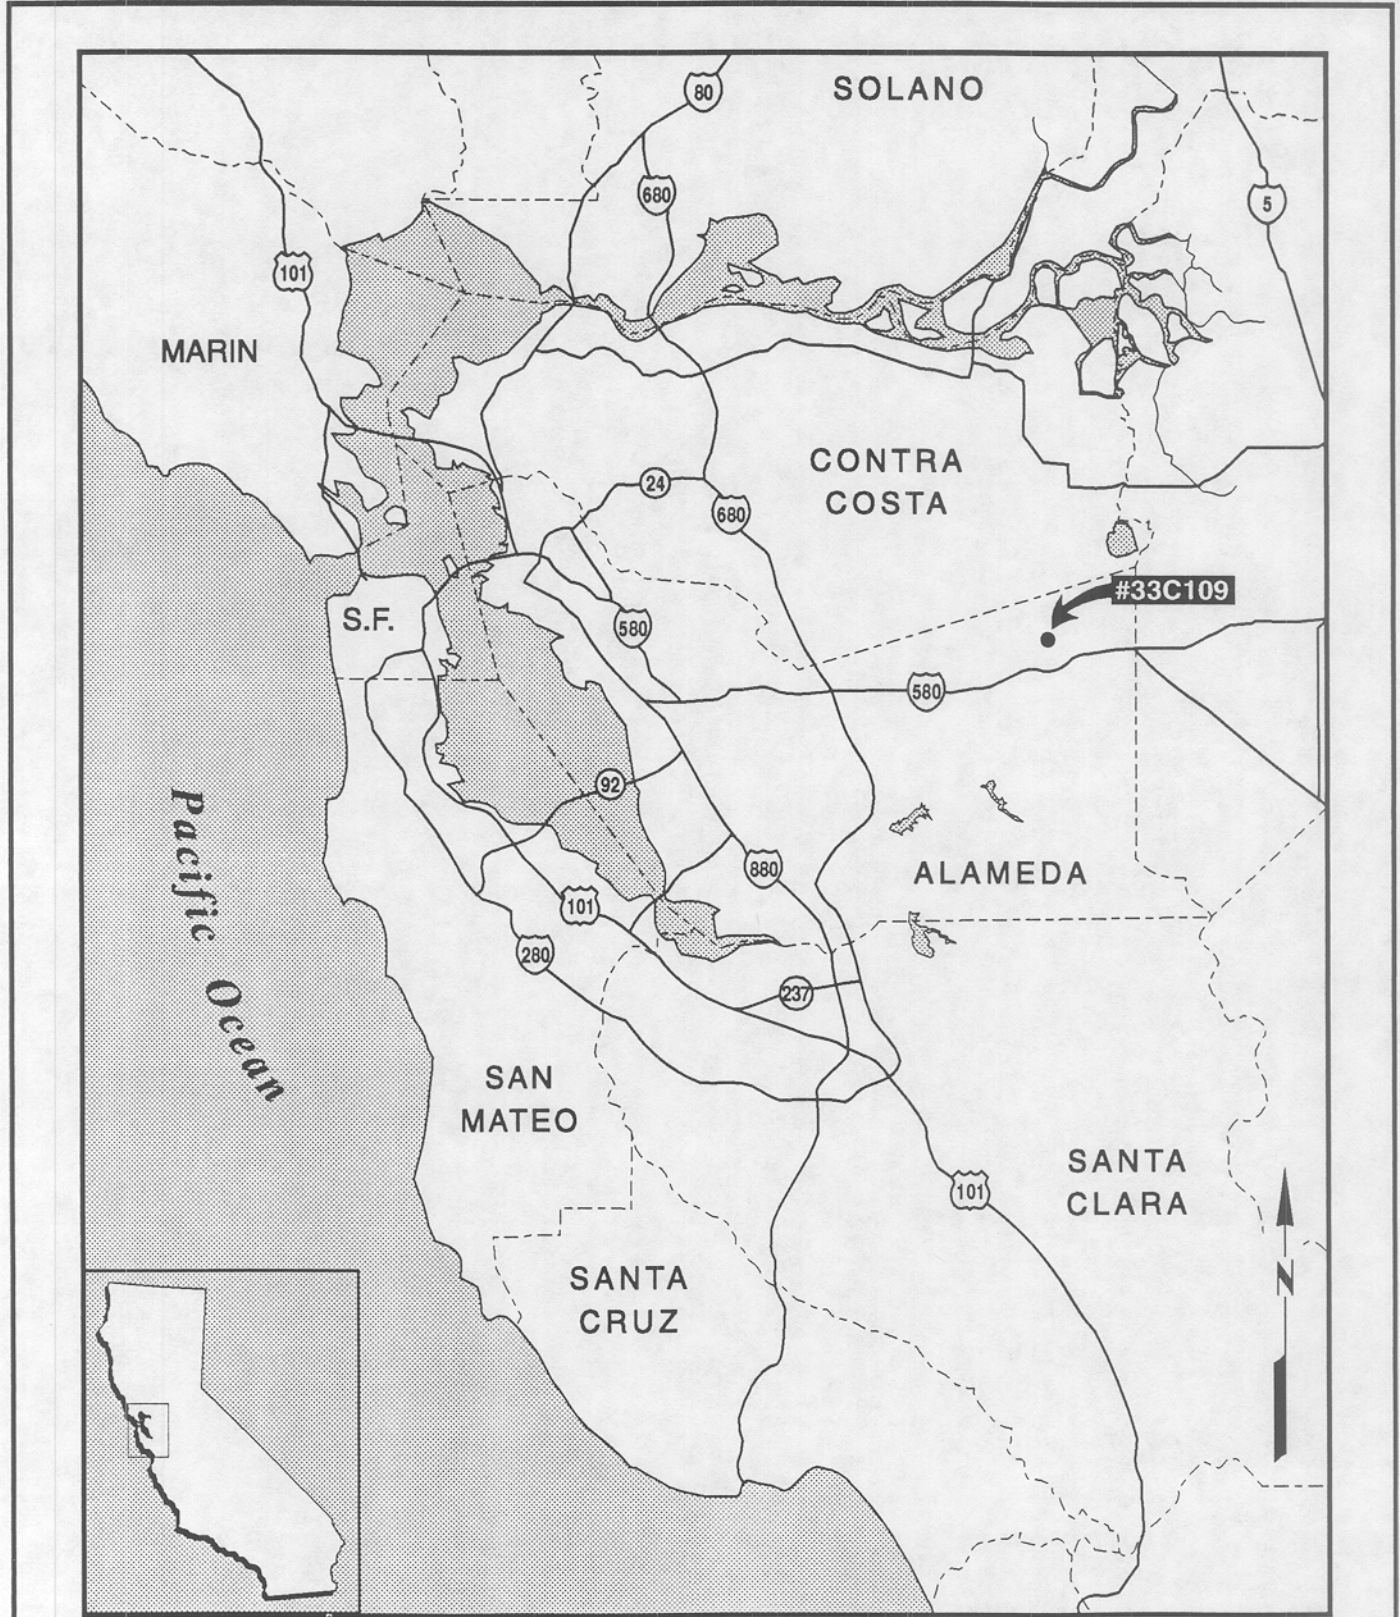 80
SOLANO
680
5
101
MARIN
CONTRA
COSTA
24
680
#33C109
S.F.
580
580
92
Pacific Ocean
880
ALAMEDA
101
280
237
SAN
MATEO
SANTA
CLARA
101
SANTA
CRUZ
N